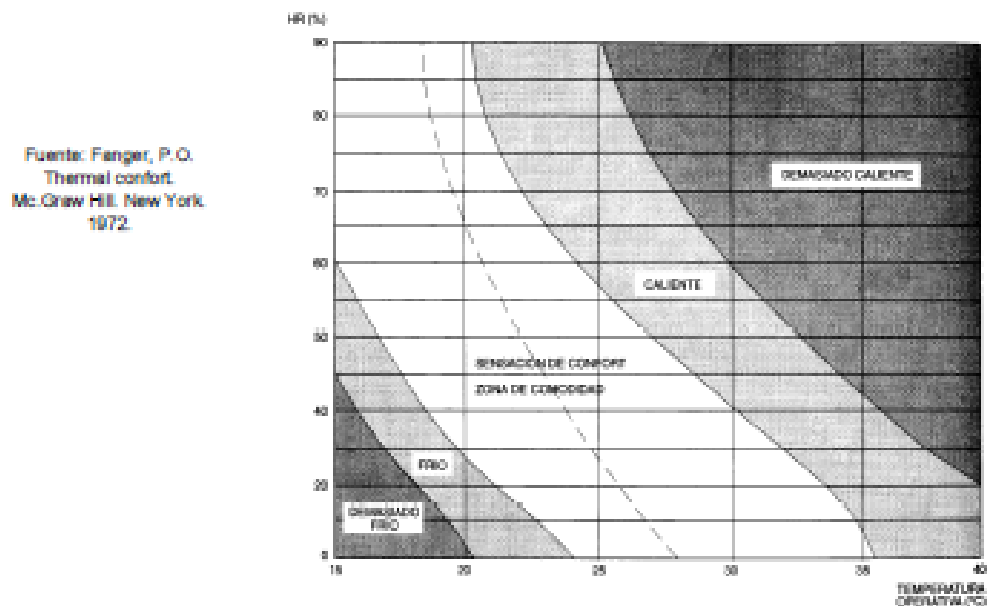 HR (%)
90
80
70
60
50
40
20
0
15
20
25
30
35
40
Fuente: Fanger, P.O.
Thermal confort.
Mc.Graw Hill. New York.
1972.
DEMASIADO CALIENTE
CALIENTE
SENSACIÓN DE CONFORT
ZONA DE COMODIDAD
FRIO
DEMASIADO
FRIO
TEMPERATURA
OPERATIVA (ºC)